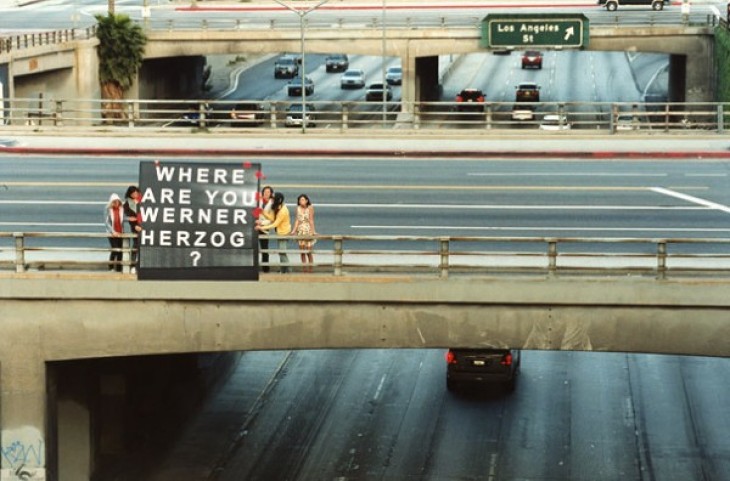 Los Angeles
St
WHERE
ARE YOU
WERNER
HERZOG
?